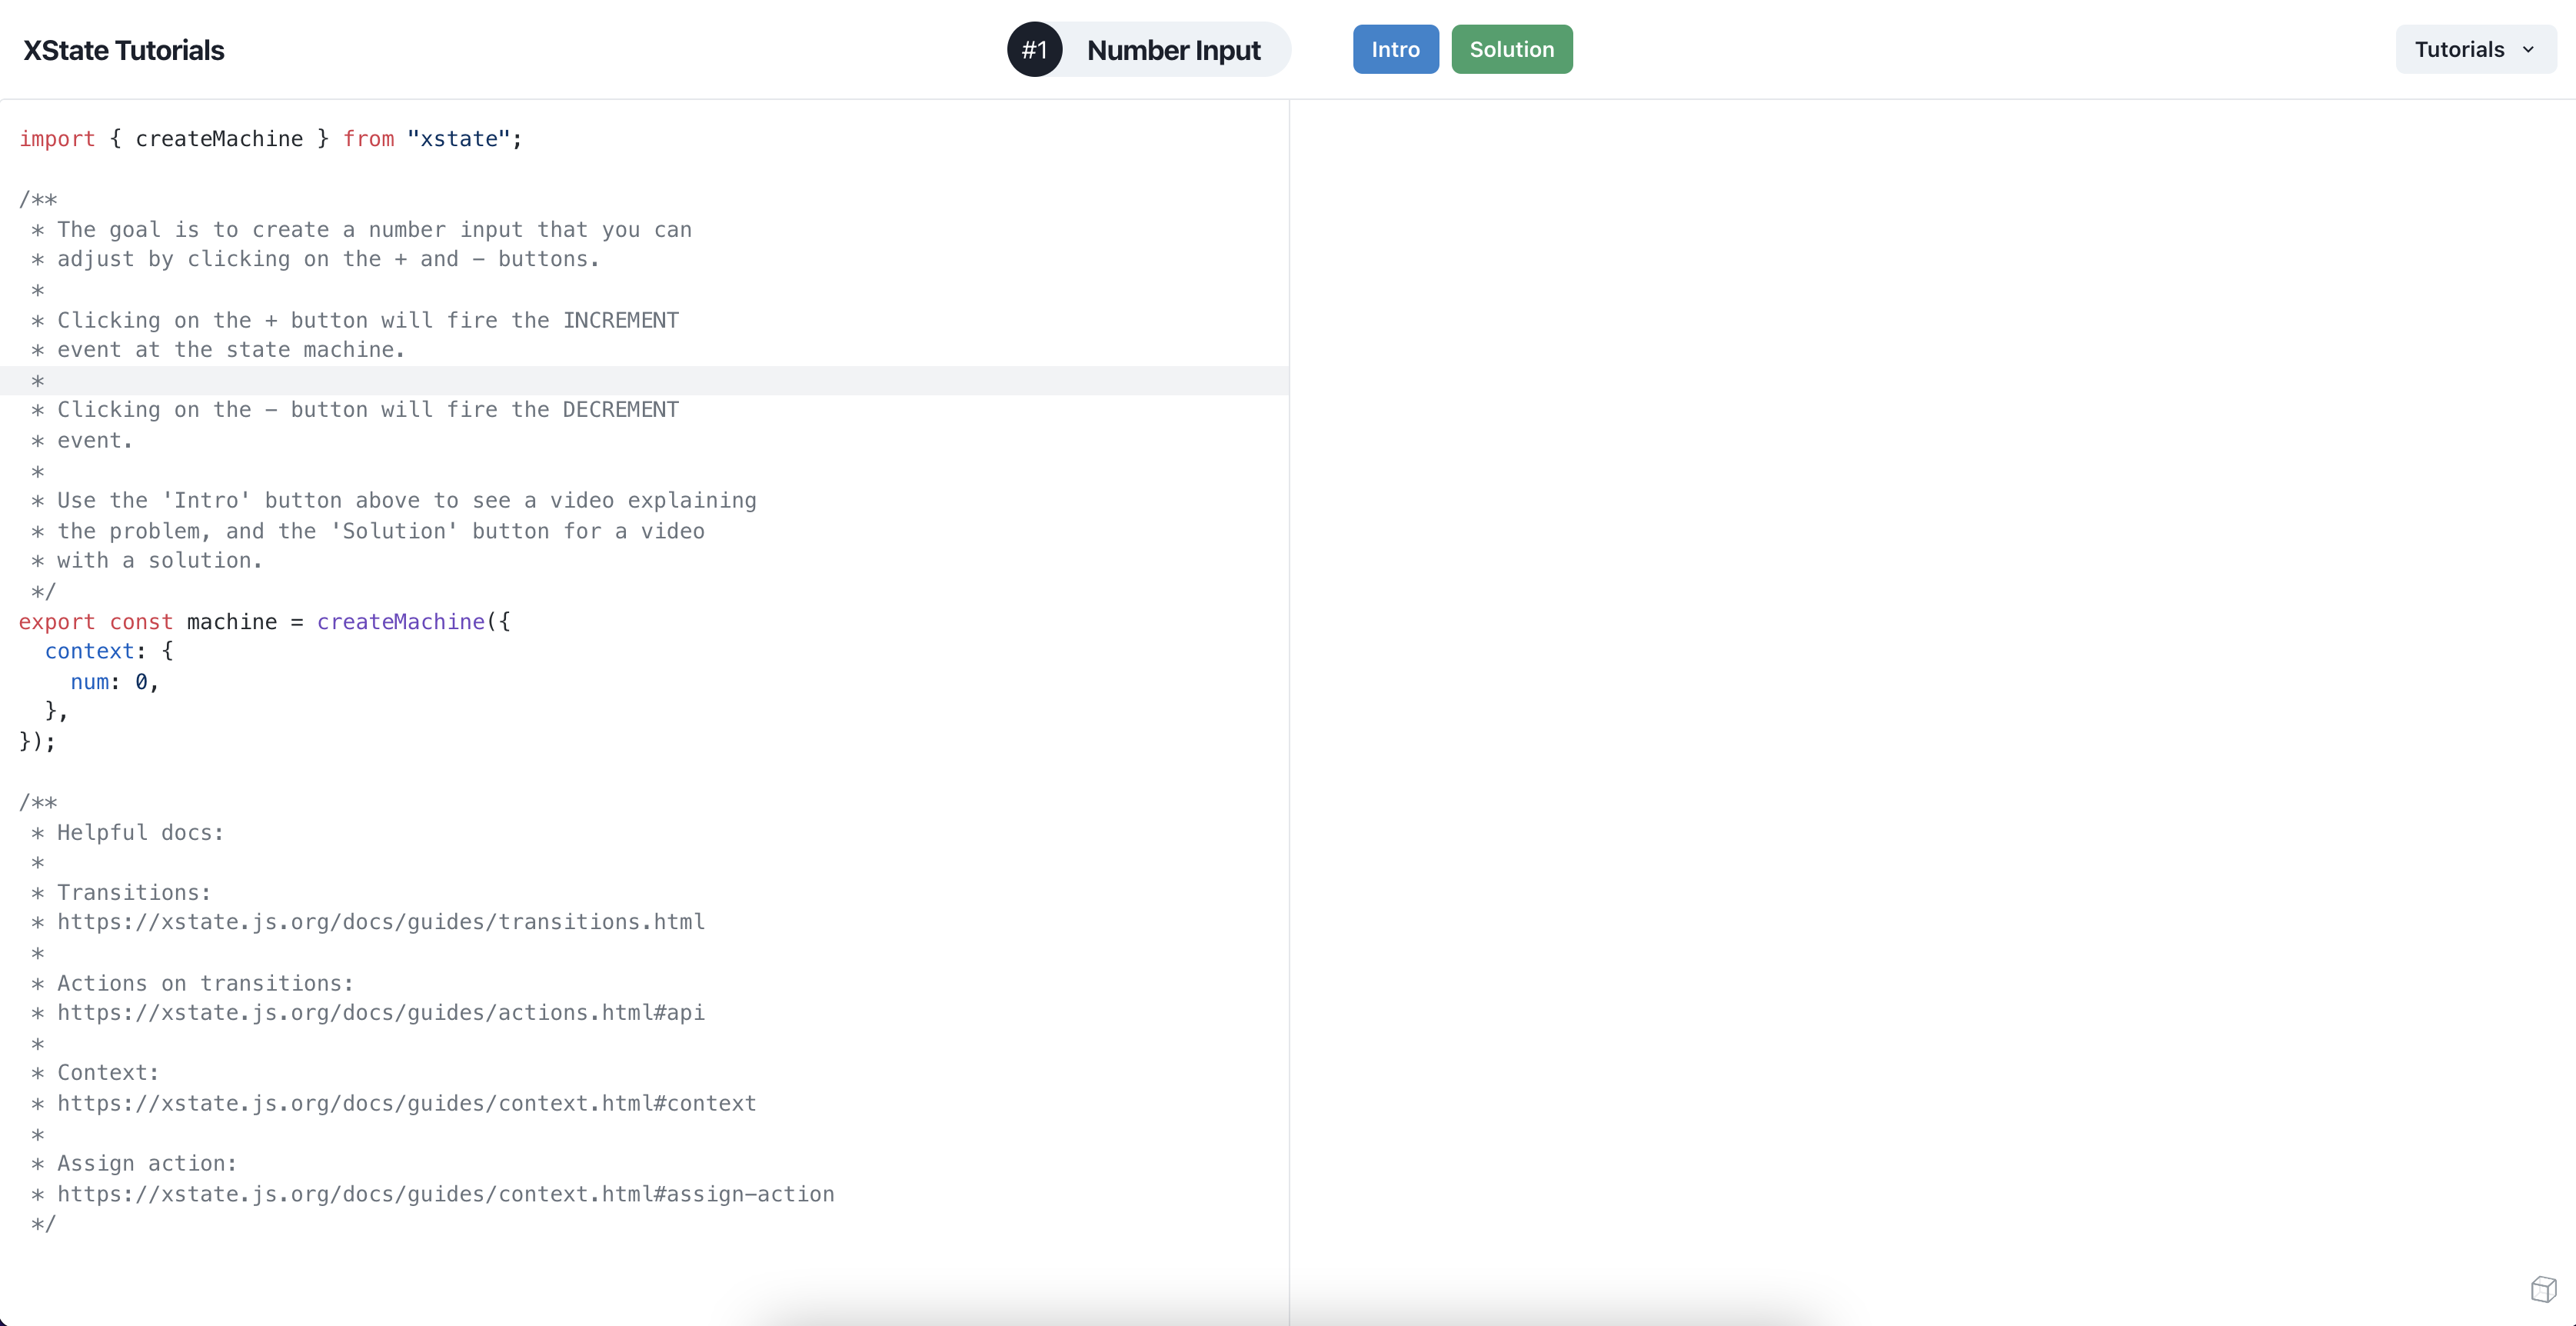 XState Tutorials
#1 Number Input
Intro
Solution
Tutorials
import { createMachine } from "xstate";
/**
 * The goal is to create a number input that you can
 * adjust by clicking on the + and - buttons.
 *
 * Clicking on the + button will fire the INCREMENT
 * event at the state machine.
 *
 * Clicking on the - button will fire the DECREMENT
 * event.
 *
 * Use the 'Intro' button above to see a video explaining
 * the problem, and the 'Solution' button for a video
 * with a solution.
 */
export const machine = createMachine({
  context: {
    num: 0,
  },
});
/**
 * Helpful docs:
 *
 * Transitions:
 * https://xstate.js.org/docs/guides/transitions.html
 *
 * Actions on transitions:
 * https://xstate.js.org/docs/guides/actions.html#api
 *
 * Context:
 * https://xstate.js.org/docs/guides/context.html#context
 *
 * Assign action:
 * https://xstate.js.org/docs/guides/context.html#assign-action
 */